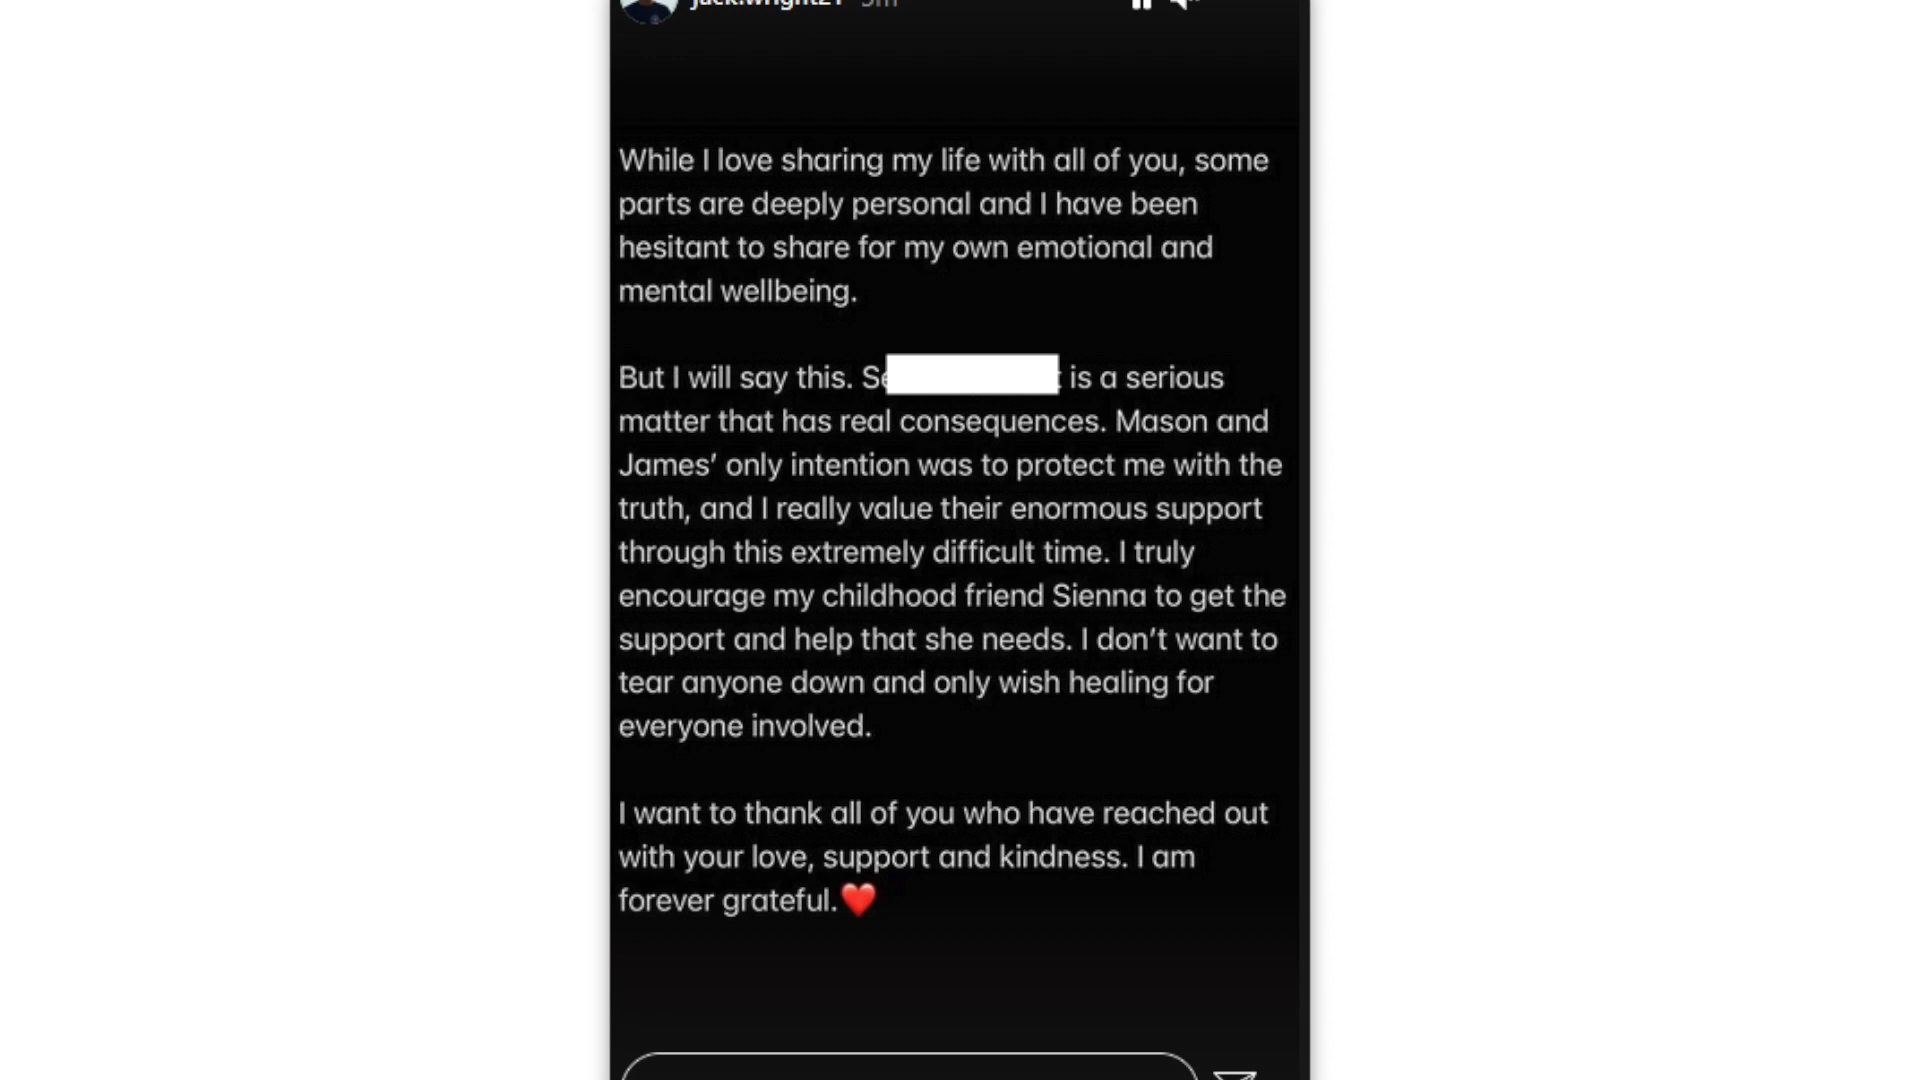 jack.wright21 9m
While I love sharing my life with all of you, some
parts are deeply personal and I have been
hesitant to share for my own emotional and
mental wellbeing.
But I will say this. is a serious
matter that has real consequences. Mason and
James’ only intention was to protect me with the
truth, and I really value their enormous support
through this extremely difficult time. I truly
encourage my childhood friend Sienna to get the
support and help that she needs. I don’t want to
tear anyone down and only wish healing for
everyone involved.
I want to thank all of you who have reached out
with your love, support and kindness. I am
forever grateful.❤️